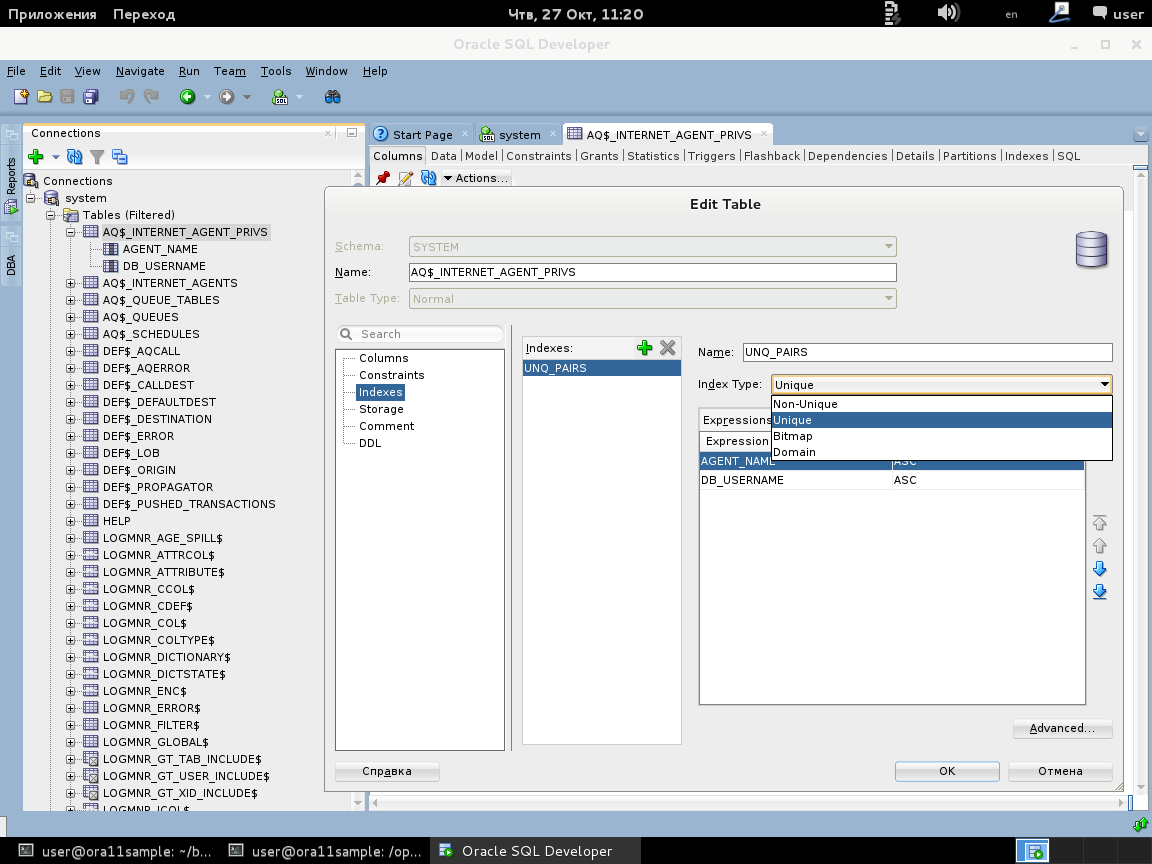 Приложения Переход Чтв, 27 Окт, 11:20 en user
Oracle SQL Developer
File Edit View Navigate Run Team Tools Window Help
Reports
DBA
Connections
Connections
system
Tables (Filtered)
AQ$_INTERNET_AGENT_PRIVS
AGENT_NAME
DB_USERNAME
AQ$_INTERNET_AGENTS
AQ$_QUEUE_TABLES
AQ$_QUEUES
AQ$_SCHEDULES
DEF$_AQCALL
DEF$_AQERROR
DEF$_CALLDEST
DEF$_DEFAULTDEST
DEF$_DESTINATION
DEF$_ERROR
DEF$_LOB
DEF$_ORIGIN
DEF$_PROPAGATOR
DEF$_PUSHED_TRANSACTIONS
HELP
LOGMNR_AGE_SPILL$
LOGMNR_ATTRCOL$
LOGMNR_ATTRIBUTE$
LOGMNR_CCOL$
LOGMNR_CDEF$
LOGMNR_COL$
LOGMNR_COLTYPE$
LOGMNR_DICTIONARY$
LOGMNR_DICTSTATE$
LOGMNR_ENC$
LOGMNR_ERROR$
LOGMNR_FILTER$
LOGMNR_GLOBAL$
LOGMNR_GT_TAB_INCLUDE$
LOGMNR_GT_USER_INCLUDE$
LOGMNR_GT_XID_INCLUDE$
LOGMNR_ICOL$
Start Page system AQ$_INTERNET_AGENT_PRIVS
Columns Data Model Constraints Grants Statistics Triggers Flashback Dependencies Details Partitions Indexes SQL
Actions...
Edit Table
Schema: SYSTEM
Name: AQ$_INTERNET_AGENT_PRIVS
Table Type: Normal
Search
Columns
Constraints
Indexes
Storage
Comment
DDL
Indexes:
UNQ_PAIRS
Name: UNQ_PAIRS
Index Type: Unique
Non-Unique
Unique
Bitmap
Domain
Expressions
Expression
AGENT_NAME ASC
DB_USERNAME ASC
Advanced...
Справка OK Отмена
user@ora11sample: ~/b... user@ora11sample: /op... Oracle SQL Developer